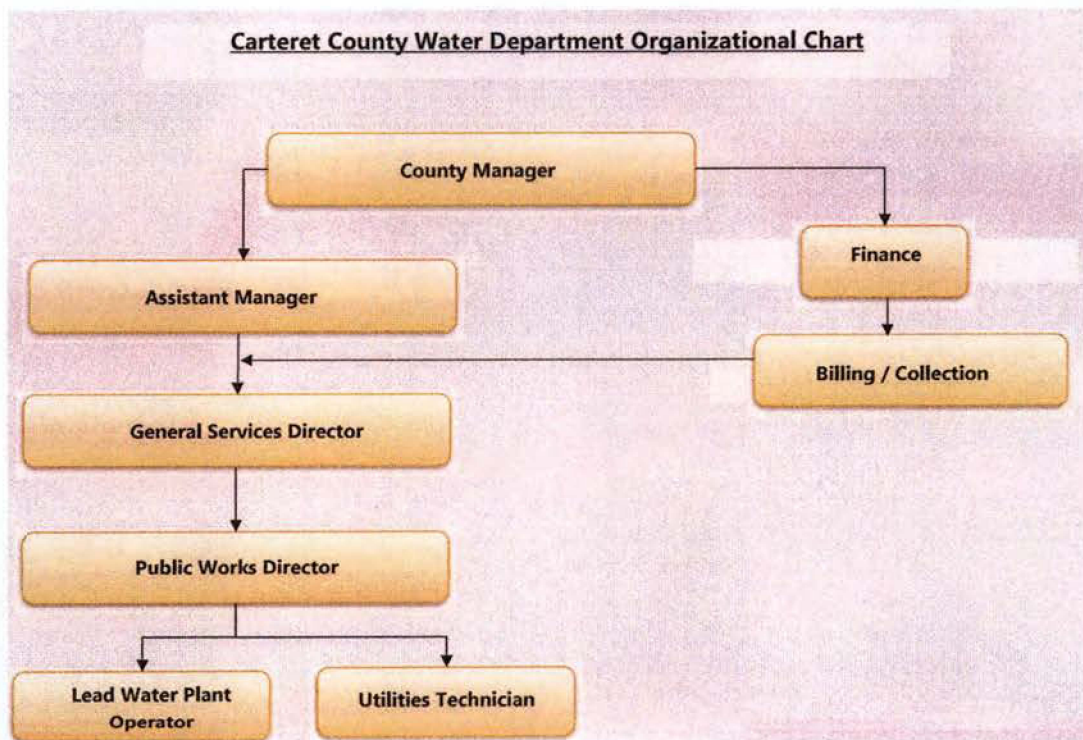 Carteret County Water Department Organizational Chart
County Manager
Finance
Assistant Manager
Billing / Collection
General Services Director
Public Works Director
Lead Water Plant
Operator
Utilities Technician